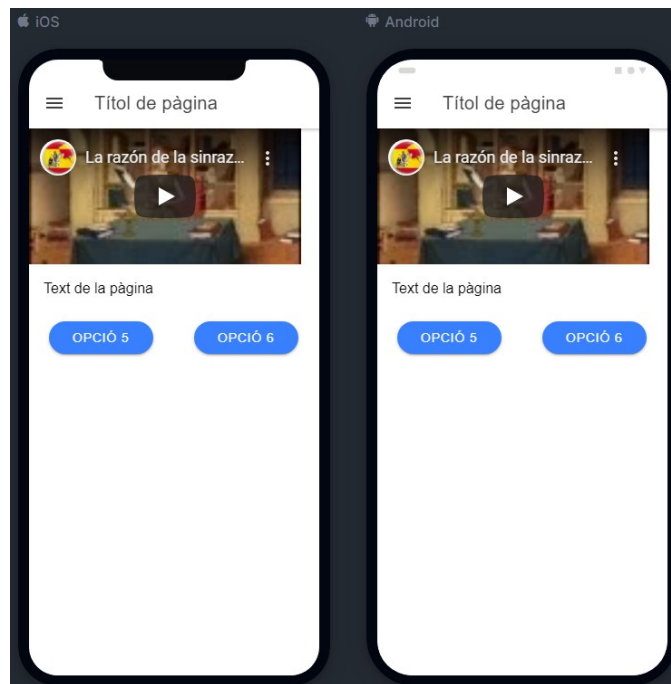 iOS
Android
Títol de pàgina
Títol de pàgina
La razón de la sinraz...
La razón de la sinraz...
Text de la pàgina
Text de la pàgina
OPCIÓ 5
OPCIÓ 6
OPCIÓ 5
OPCIÓ 6